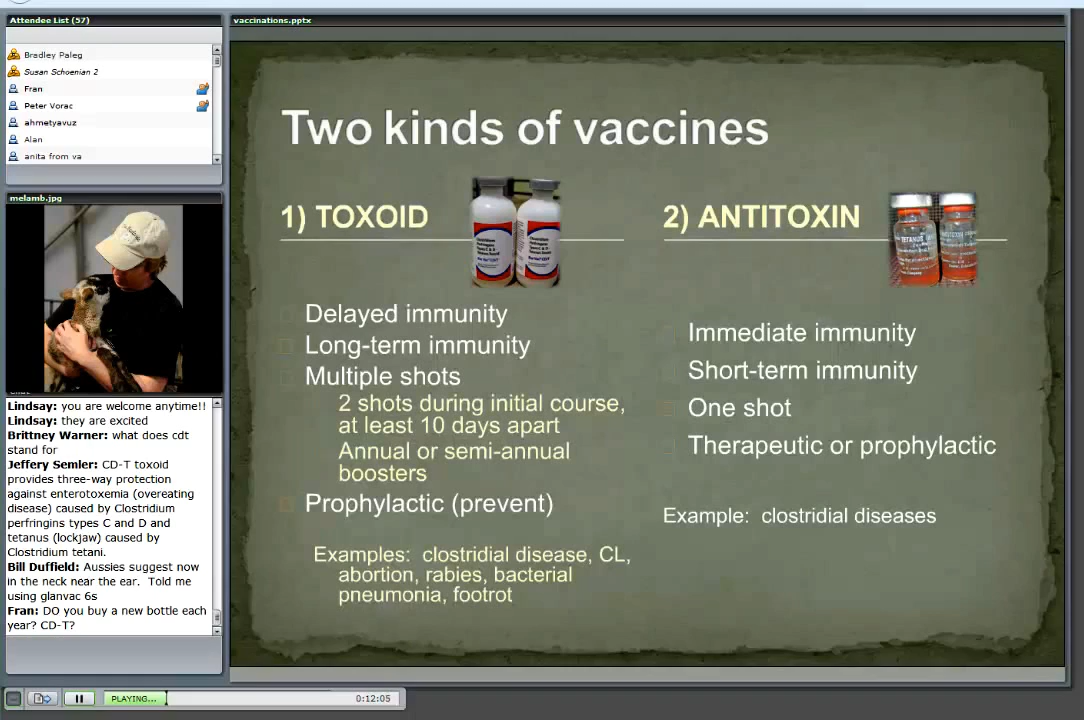 Attendee List (57)
Bradley Paleg
Susan Schoenian 2
Fran
Peter Vorac
ahmetyavuz
Alan
anita from va
melamb.jpg
Lindsay: you are welcome anytime!!
Lindsay: they are excited
Brittney Warner: what does cdt
stand for
Jeffery Semler: CD-T toxoid
provides three-way protection
against enterotoxemia (overeating
disease) caused by Clostridium
perfringins types C and D and
tetanus (lockjaw) caused by
Clostridium tetani.
Bill Duffield: Aussies suggest now
in the neck near the ear. Told me
using glanvac 6s
Fran: DO you buy a new bottle each
year? CD-T?
PLAYING...
0:12:05
vaccinations.pptx
Two kinds of vaccines
1) TOXOID
Delayed immunity
Long-term immunity
Multiple shots
2 shots during initial course,
at least 10 days apart
Annual or semi-annual
boosters
Prophylactic (prevent)
Examples: clostridial disease, CL,
abortion, rabies, bacterial
pneumonia, footrot
2) ANTITOXIN
TETANUS
Immediate immunity
Short-term immunity
One shot
Therapeutic or prophylactic
Example: clostridial diseases